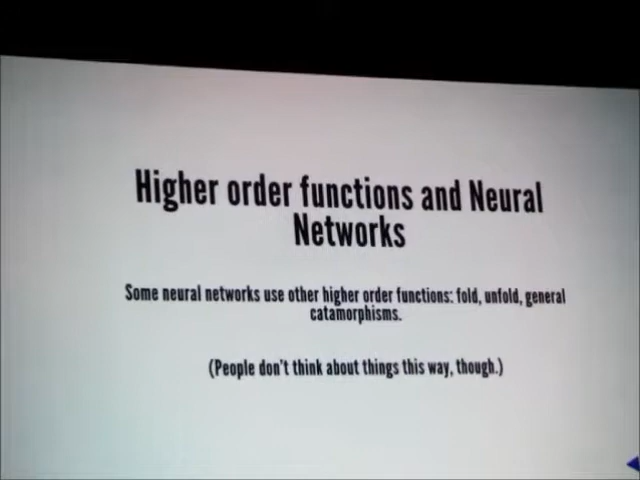 Higher order functions and Neural
Networks
Some neural networks use other higher order functions: fold, unfold, general
catamorphisms.
(People don't think about things this way, though.)